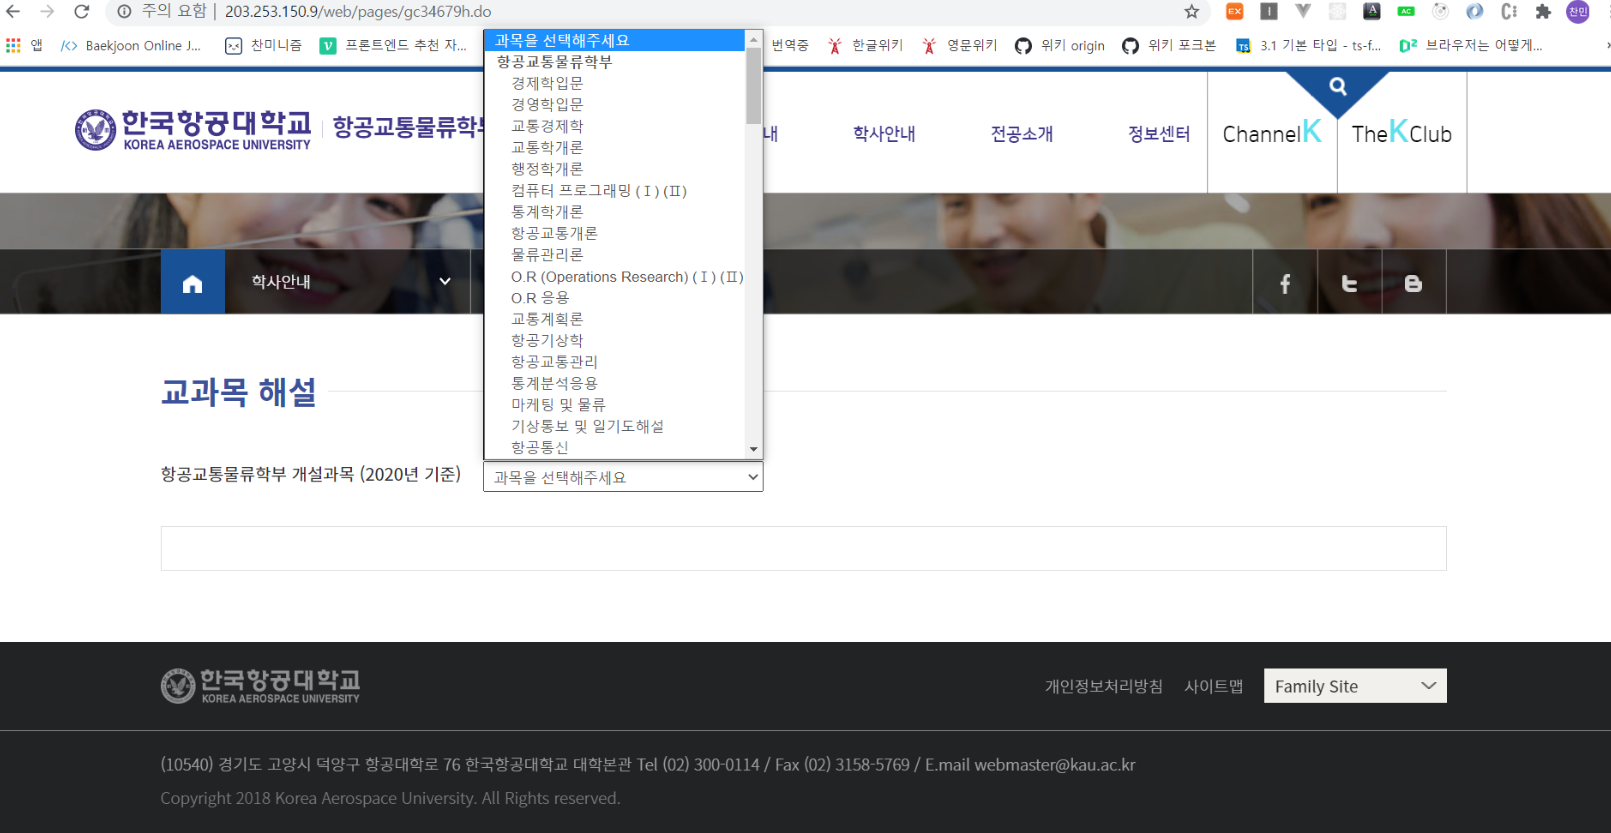 주의 요함 | 203.253.150.9/web/pages/gc34679h.do
EX
AC
찬민
앱
Baekjoon Online J...
찬미니즘
프론트엔드 추천 자...
번역중
한글위키
영문위키
위키 origin
위키 포크본
3.1 기본 타입 - ts-f...
브라우저는 어떻게...
한국항공대학교
KOREA AEROSPACE UNIVERSITY
항공교통물류학부
내
학사안내
전공소개
정보센터
ChannelK
TheKClub
학사안내
과목을 선택해주세요
항공교통물류학부
경제학입문
경영학입문
교통경제학
교통학개론
행정학개론
컴퓨터 프로그래밍 (Ⅰ) (Ⅱ)
통계학개론
항공교통개론
물류관리론
O.R (Operations Research) (Ⅰ) (Ⅱ)
O.R 응용
교통계획론
항공기상학
항공교통관리
통계분석응용
마케팅 및 물류
기상통보 및 일기도해설
항공통신
교과목 해설
항공교통물류학부 개설과목 (2020년 기준)
과목을 선택해주세요
한국항공대학교
KOREA AEROSPACE UNIVERSITY
개인정보처리방침
사이트맵
Family Site
(10540) 경기도 고양시 덕양구 항공대학로 76 한국항공대학교 대학본관 Tel (02) 300-0114 / Fax (02) 3158-5769 / E.mail webmaster@kau.ac.kr
Copyright 2018 Korea Aerospace University. All Rights reserved.